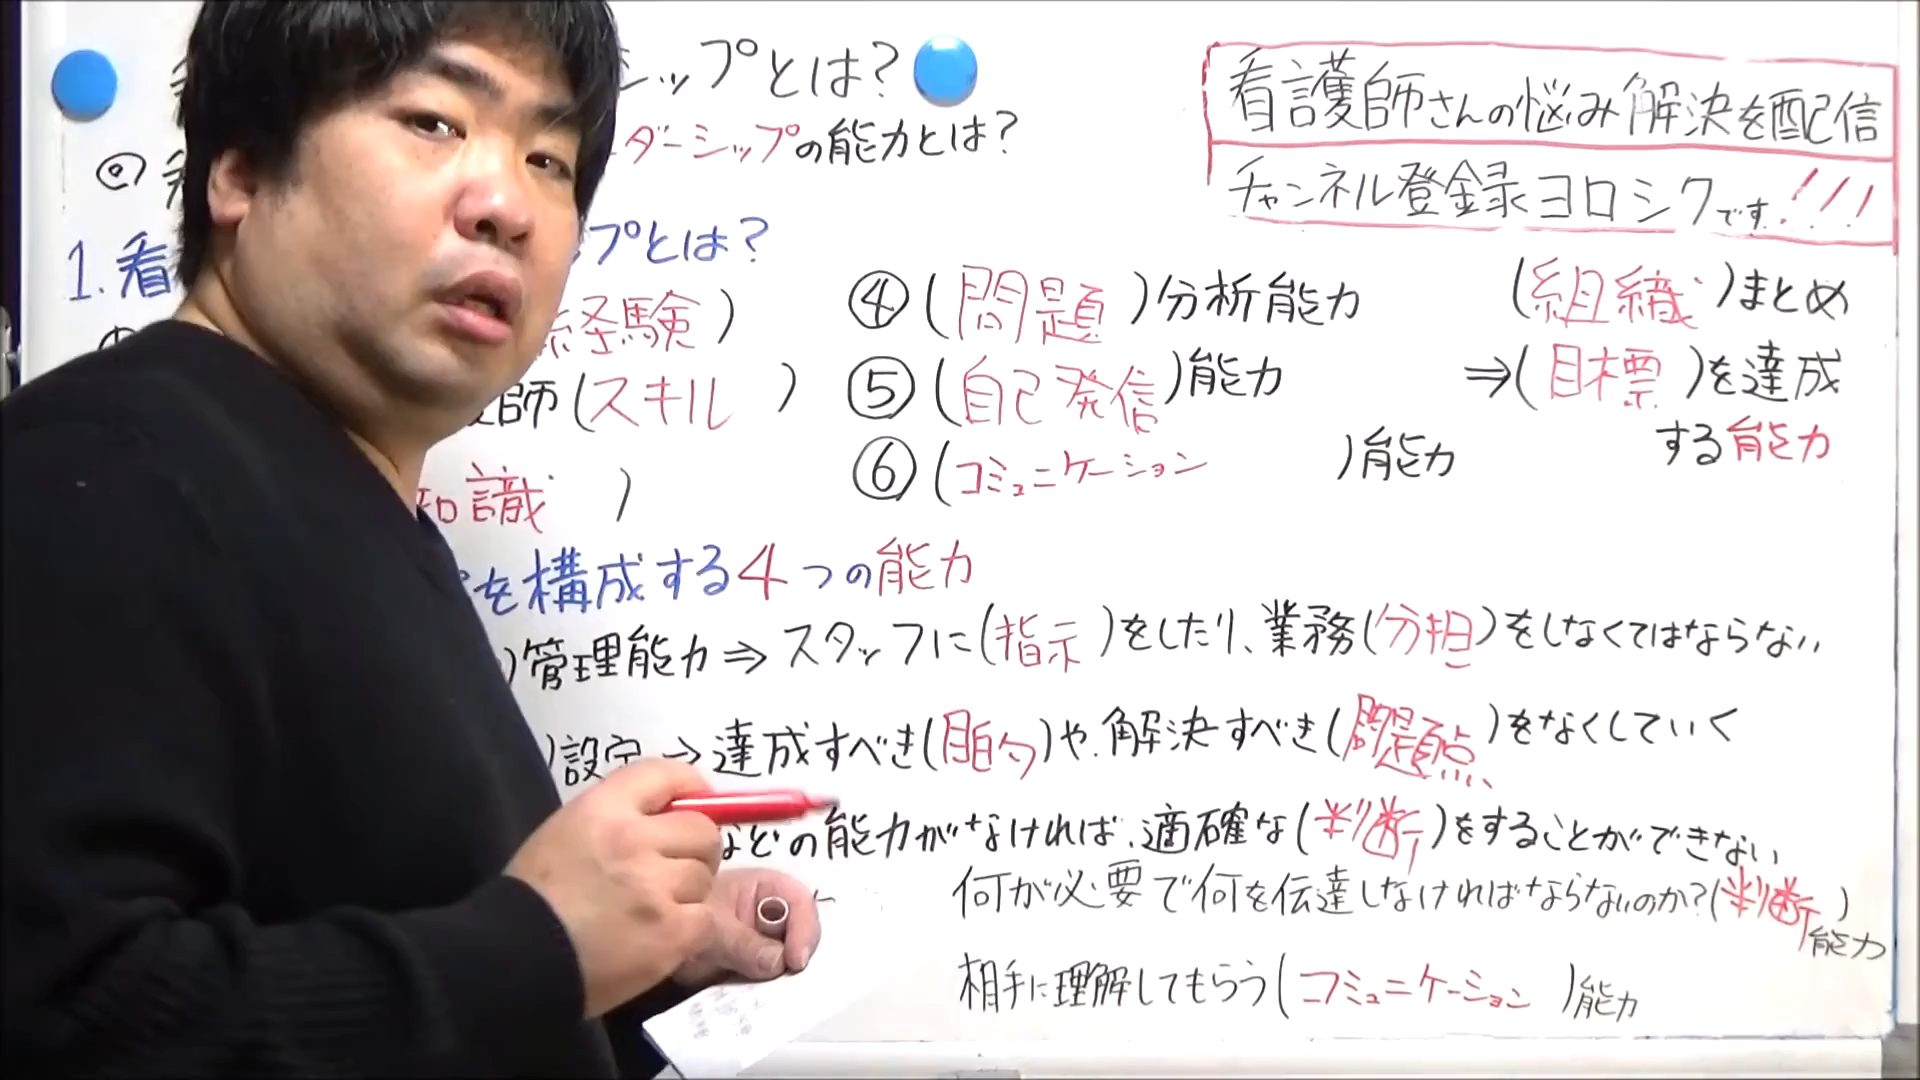 シップとは?
看護師さんの悩み解決を配信
ダーシップの能力とは?
チャンネル登録ヨロシクです!!!
1.看
プとは?
経験)
④(問題)分析能力
(組織)まとめ
師(スキル)
⑤(自己発信)能力
⇒(目標)を達成
する能力
知識)
⑥(コミュニケーション)能力
を構成する4つの能力
)管理能力⇒スタッフに(指示)をしたり、業務(分担)をしなくてはならない
)設定→達成すべき(目的)や、解決すべき(問題点)をなくしていく
などの能力がなければ、適確な(判断)をすることができない
何が必要で何を伝達しなければならないのか?(判断)能力
相手に理解してもらう(コミュニケーション)能力